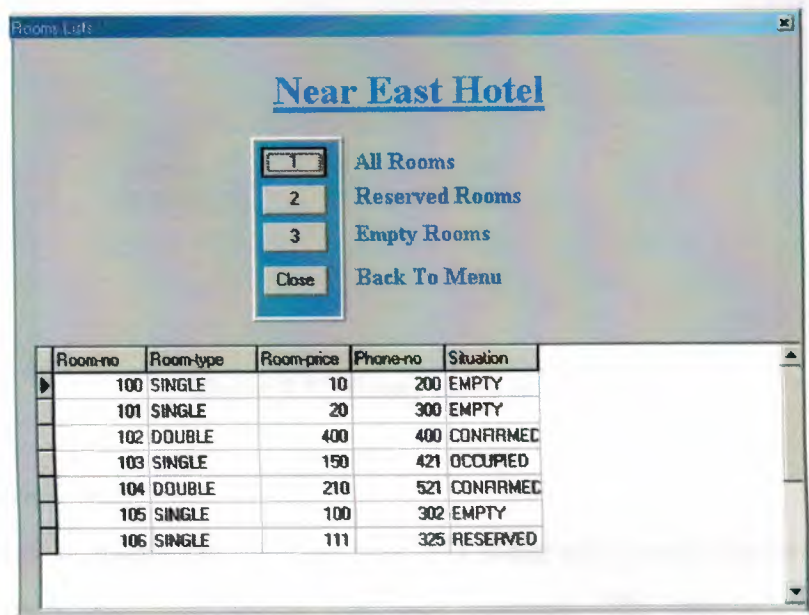 Rooms Lists
Near East Hotel
1 All Rooms
2 Reserved Rooms
3 Empty Rooms
Close Back To Menu
Room-no Room-type Room-price Phone-no Situation
100 SINGLE 10 200 EMPTY
101 SINGLE 20 300 EMPTY
102 DOUBLE 400 400 CONFIRMED
103 SINGLE 150 421 OCCUPIED
104 DOUBLE 210 521 CONFIRMED
105 SINGLE 100 302 EMPTY
106 SINGLE 111 325 RESERVED